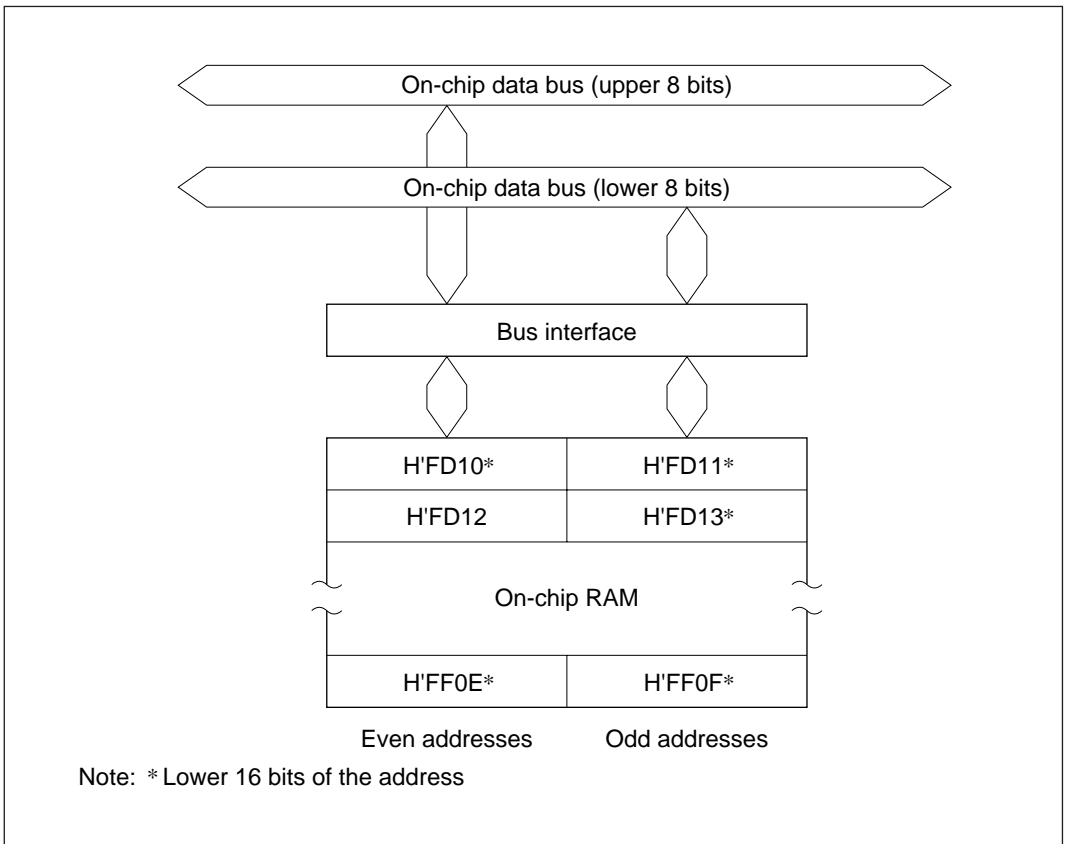 On-chip data bus (upper 8 bits)
On-chip data bus (lower 8 bits)
Bus interface
H'FD10* H'FD11*
H'FD12 H'FD13*
On-chip RAM
H'FF0E* H'FF0F*
Even addresses Odd addresses
Note: * Lower 16 bits of the address